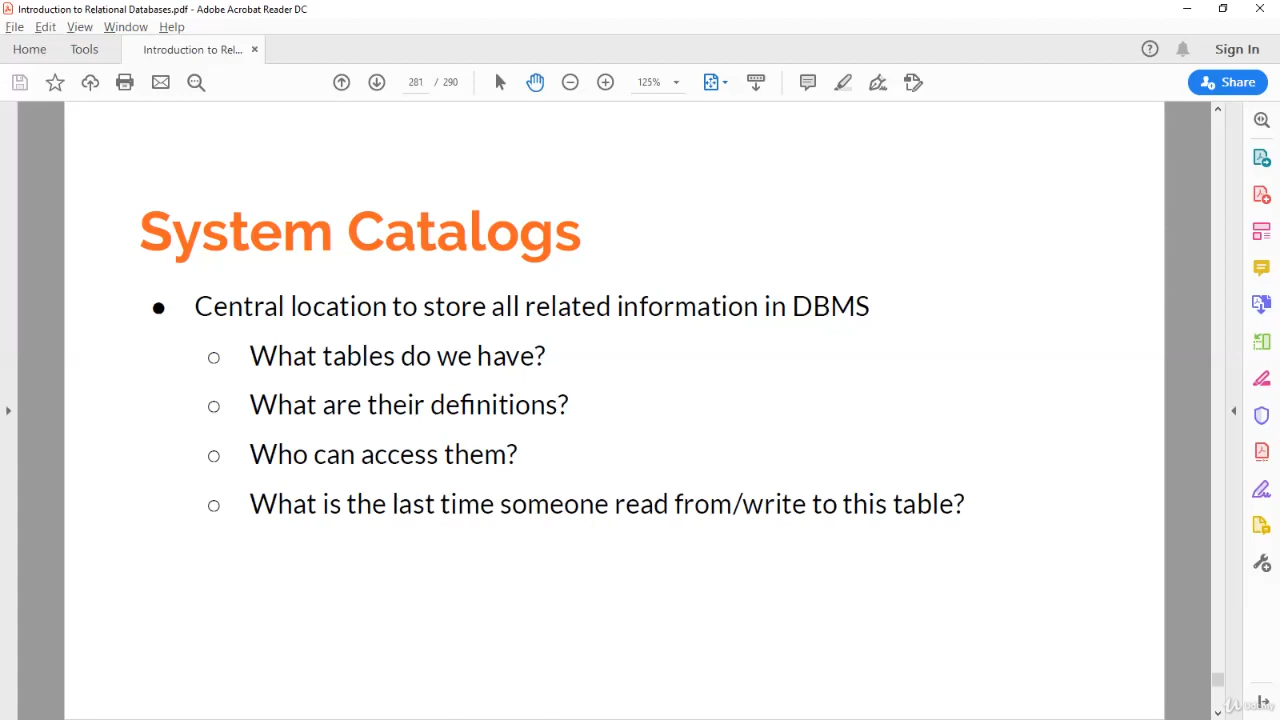 Introduction to Relational Databases.pdf - Adobe Acrobat Reader DC
File Edit View Window Help
Home Tools Introduction to Rel... × Sign In
281 / 290 125% Share
System Catalogs
● Central location to store all related information in DBMS
○ What tables do we have?
○ What are their definitions?
○ Who can access them?
○ What is the last time someone read from/write to this table?
Udemy